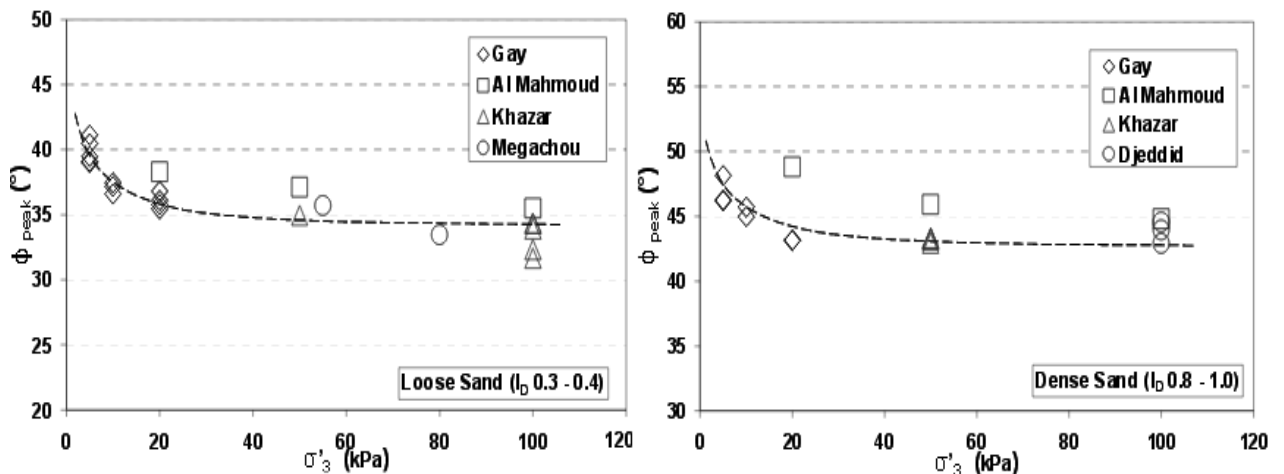 50
45
40
35
30
25
20
ϕ peak (°)
Gay
Al Mahmoud
Khazar
Megachou
Loose Sand (I_D 0.3 - 0.4)
0 20 40 60 80 100 120
σ'₃ (kPa)
60
55
50
45
40
35
30
ϕ peak (°)
Gay
Al Mahmoud
Khazar
Djeddid
Dense Sand (I_D 0.8 - 1.0)
0 20 40 60 80 100 120
σ'₃ (kPa)